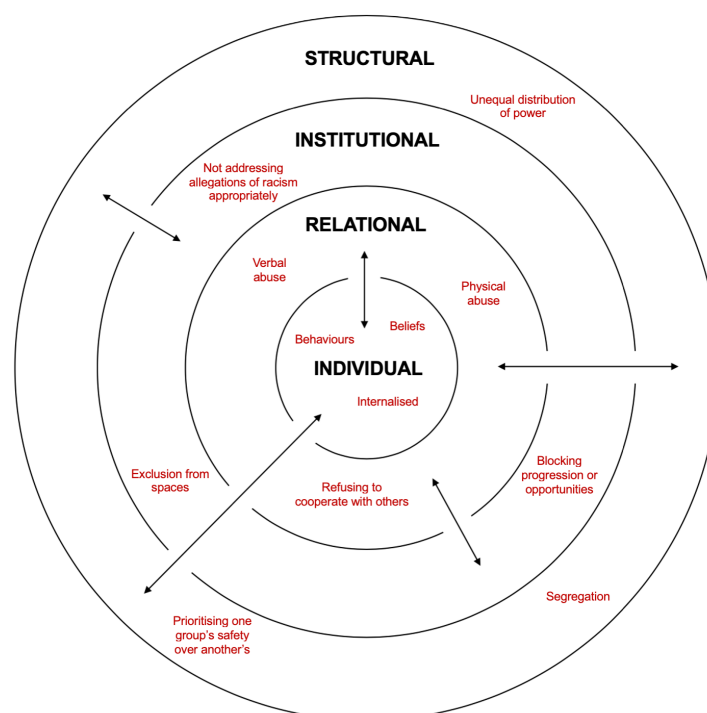 STRUCTURAL
Unequal distribution
of power
INSTITUTIONAL
Not addressing
allegations of racism
appropriately
RELATIONAL
Verbal
abuse
Physical
abuse
Beliefs
Behaviours
INDIVIDUAL
Internalised
Exclusion from
spaces
Refusing to
cooperate with others
Blocking
progression or
opportunities
Segregation
Prioritising one
group’s safety
over another’s